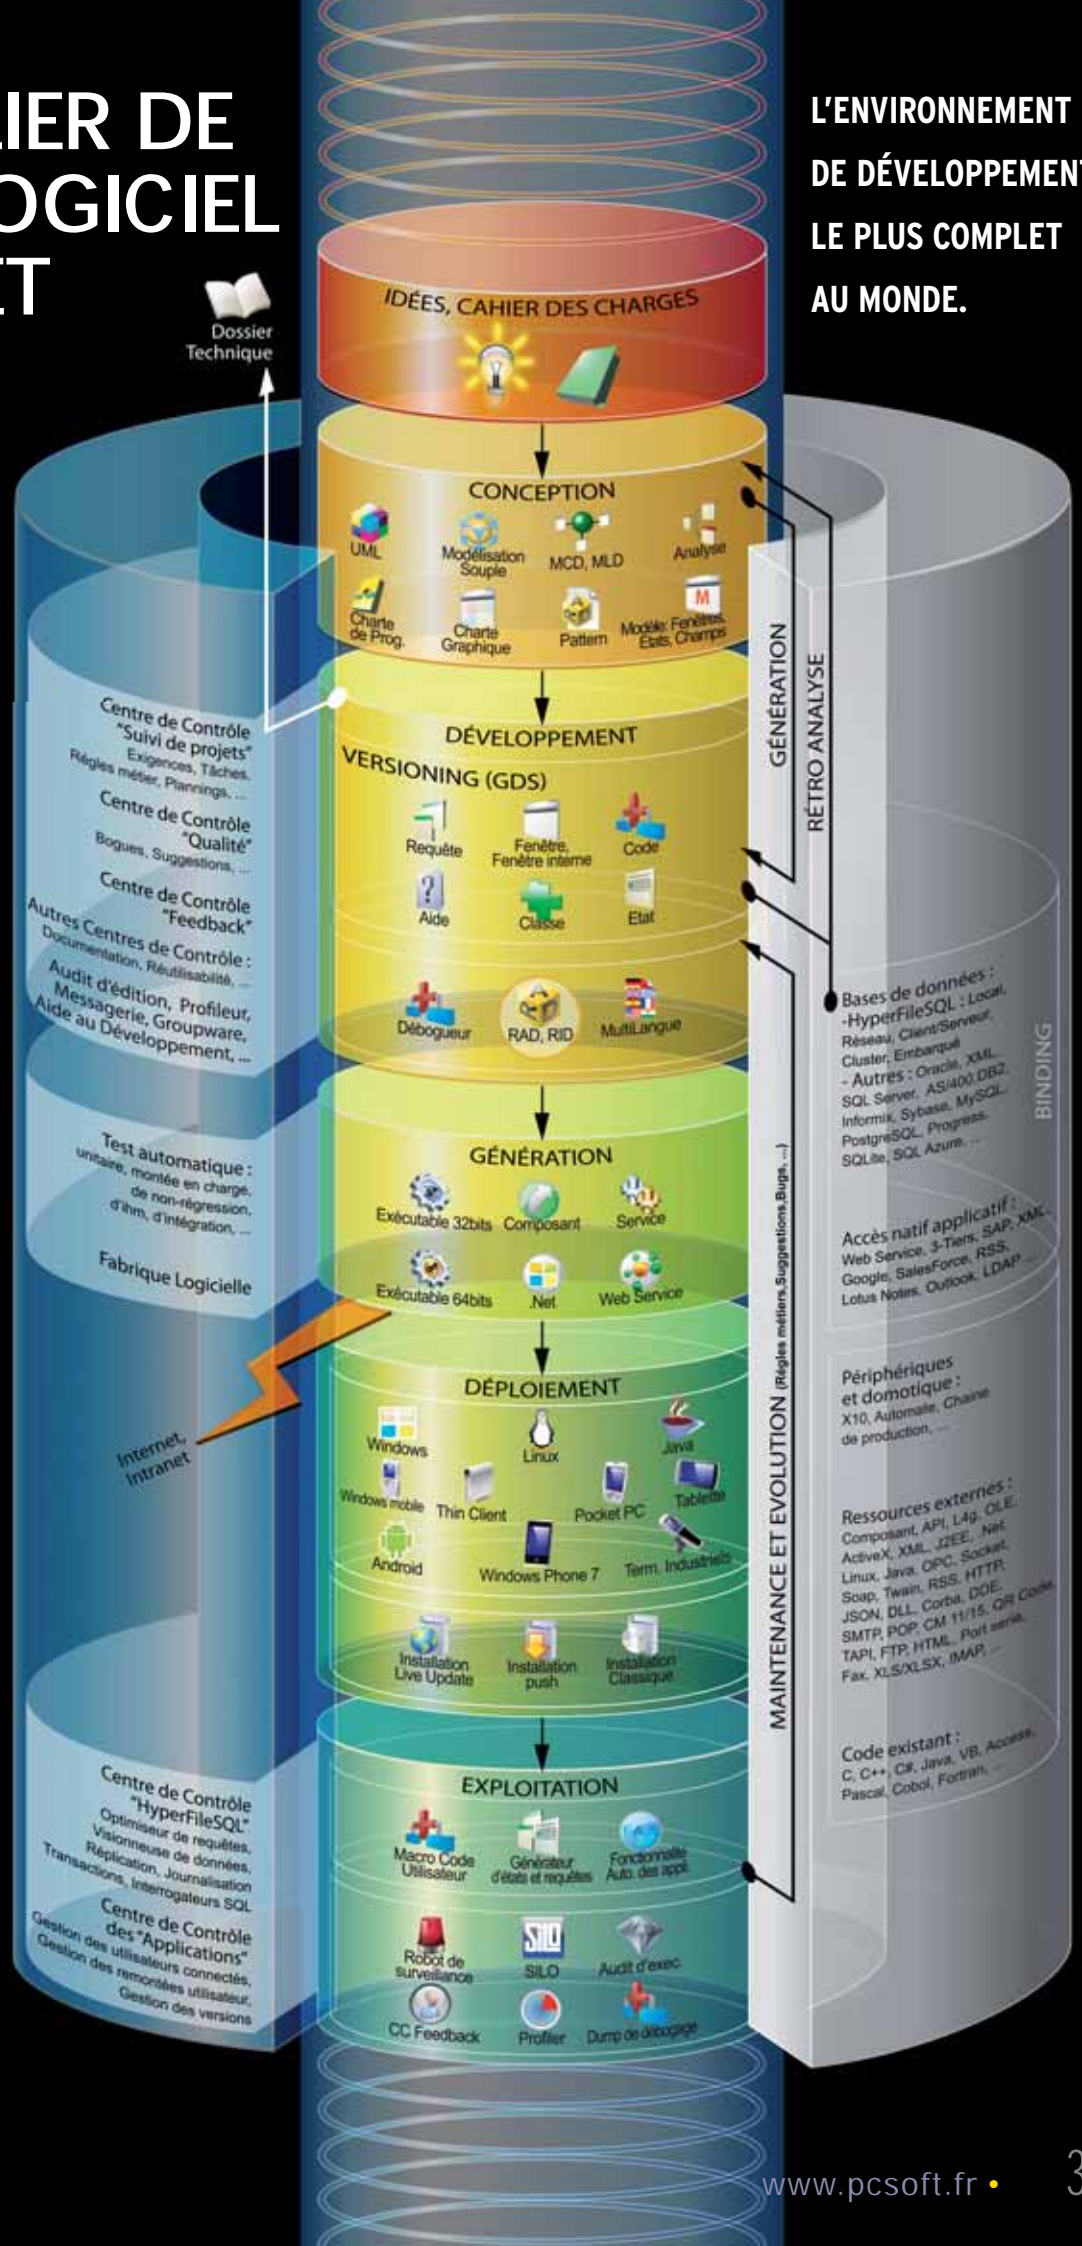 LIER DE
OGICIEL
ET
L'ENVIRONNEMENT
DE DÉVELOPPEMENT
LE PLUS COMPLET
AU MONDE.
Dossier
Technique
IDÉES, CAHIER DES CHARGES
CONCEPTION
UML
Modélisation
Souple
MCD, MLD
Analyse
Charte
de Prog.
Charte
Graphique
Pattern
Modèle: Fenêtres,
Etats, Champs
GÉNÉRATION
RÉTRO ANALYSE
DÉVELOPPEMENT
VERSIONING (GDS)
Requête
Fenêtre,
Fenêtre interne
Code
Aide
Classe
Etat
Débogueur
RAD, RID
MultiLangue
GÉNÉRATION
Exécutable 32bits
Composant
Service
Exécutable 64bits
.Net
Web Service
DÉPLOIEMENT
Windows
Linux
Java
Windows mobile
Thin Client
Pocket PC
Tablette
Android
Windows Phone 7
Term. Industriels
Installation
Live Update
Installation
push
Installation
Classique
EXPLOITATION
Macro Code
Utilisateur
Générateur
d'états et requêtes
Fonctionnalité
Auto. des appli.
Robot de
surveillance
SILO
SILO
Audit d'exec.
CC Feedback
Profiler
Dump de débogage
Centre de Contrôle
"Suivi de projets"
Exigences, Tâches,
Règles métier, Plannings, ...
Centre de Contrôle
"Qualité"
Bogues, Suggestions, ...
Centre de Contrôle
"Feedback"
Autres Centres de Contrôle :
Documentation, Réutilisabilité, ...
Audit d'édition, Profileur,
Messagerie, Groupware,
Aide au Développement, ...
Test automatique :
unitaire, montée en charge,
de non-régression,
d'ihm, d'intégration, ...
Fabrique Logicielle
Internet,
Intranet
Centre de Contrôle
"HyperFileSQL"
Optimiseur de requêtes,
Visionneuse de données,
Réplication, Journalisation
Transactions, Interrogateurs SQL
Centre de Contrôle
des "Applications"
Gestion des utilisateurs connectés,
Gestion des remontées utilisateur,
Gestion des versions
MAINTENANCE ET EVOLUTION (Règles métiers,Suggestions,Bugs, ...)
BINDING
Bases de données :
-HyperFileSQL : Local,
Réseau, Client/Serveur,
Cluster, Embarqué
- Autres : Oracle, XML,
SQL Server, AS/400,DB2,
Informix, Sybase, MySQL,
PostgreSQL, Progress,
SQLite, SQL Azure, ...
Accès natif applicatif :
Web Service, 3-Tiers, SAP, XML,
Google, SalesForce, RSS,
Lotus Notes, Outlook, LDAP ...
Périphériques
et domotique :
X10, Automate, Chaine
de production, ...
Ressources externes :
Composant, API, L4g, OLE,
ActiveX, XML, J2EE, .Net,
Linux, Java, OPC, Socket,
Soap, Twain, RSS, HTTP,
JSON, DLL, Corba, DDE,
SMTP, POP, CM 11/15, QR Code,
TAPI, FTP, HTML, Port série,
Fax, XLS/XLSX, IMAP, ...
Code existant :
C, C++, C#, Java, VB, Access,
Pascal, Cobol, Fortran, ...
www.pcsoft.fr • 3